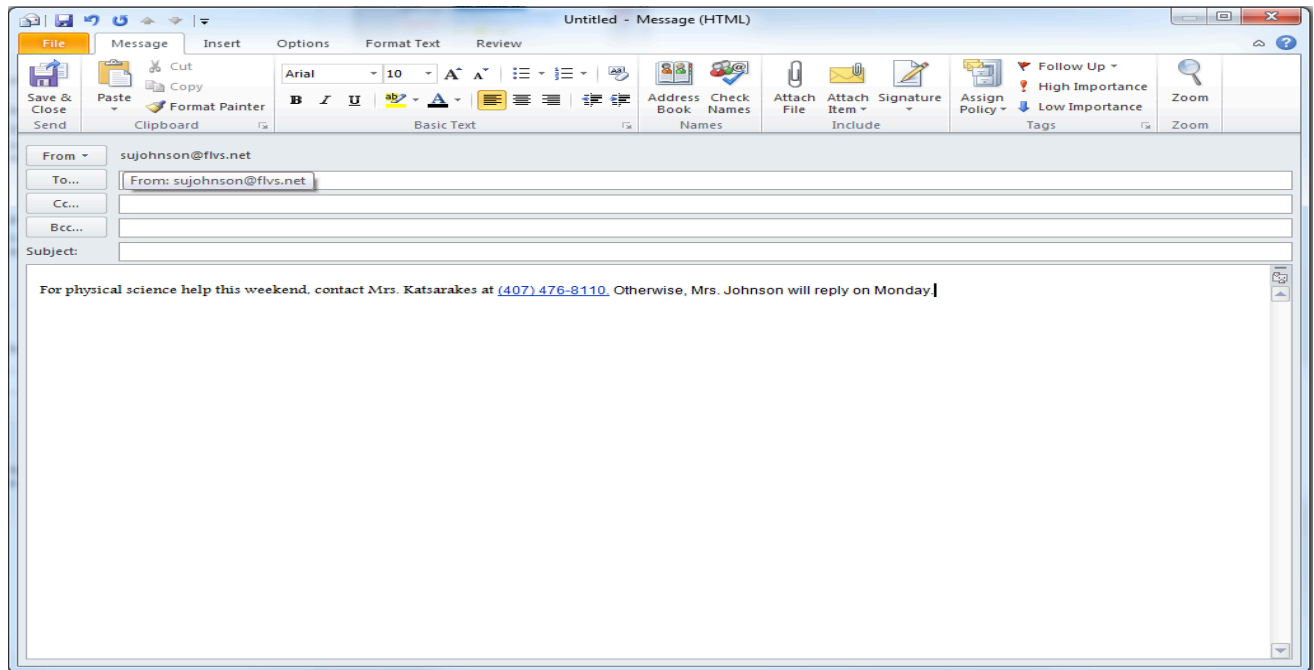 Untitled - Message (HTML)
File Message Insert Options Format Text Review
Save & Close
Paste
Cut
Copy
Format Painter
Arial 10
B I U
Address Book
Check Names
Attach File
Attach Item
Signature
Assign Policy
Follow Up
High Importance
Low Importance
Zoom
Send Clipboard Basic Text Names Include Tags Zoom
From sujohnson@flvs.net
To... From: sujohnson@flvs.net
Cc...
Bcc...
Subject:
For physical science help this weekend, contact Mrs. Katsarakes at (407) 476-8110. Otherwise, Mrs. Johnson will reply on Monday.